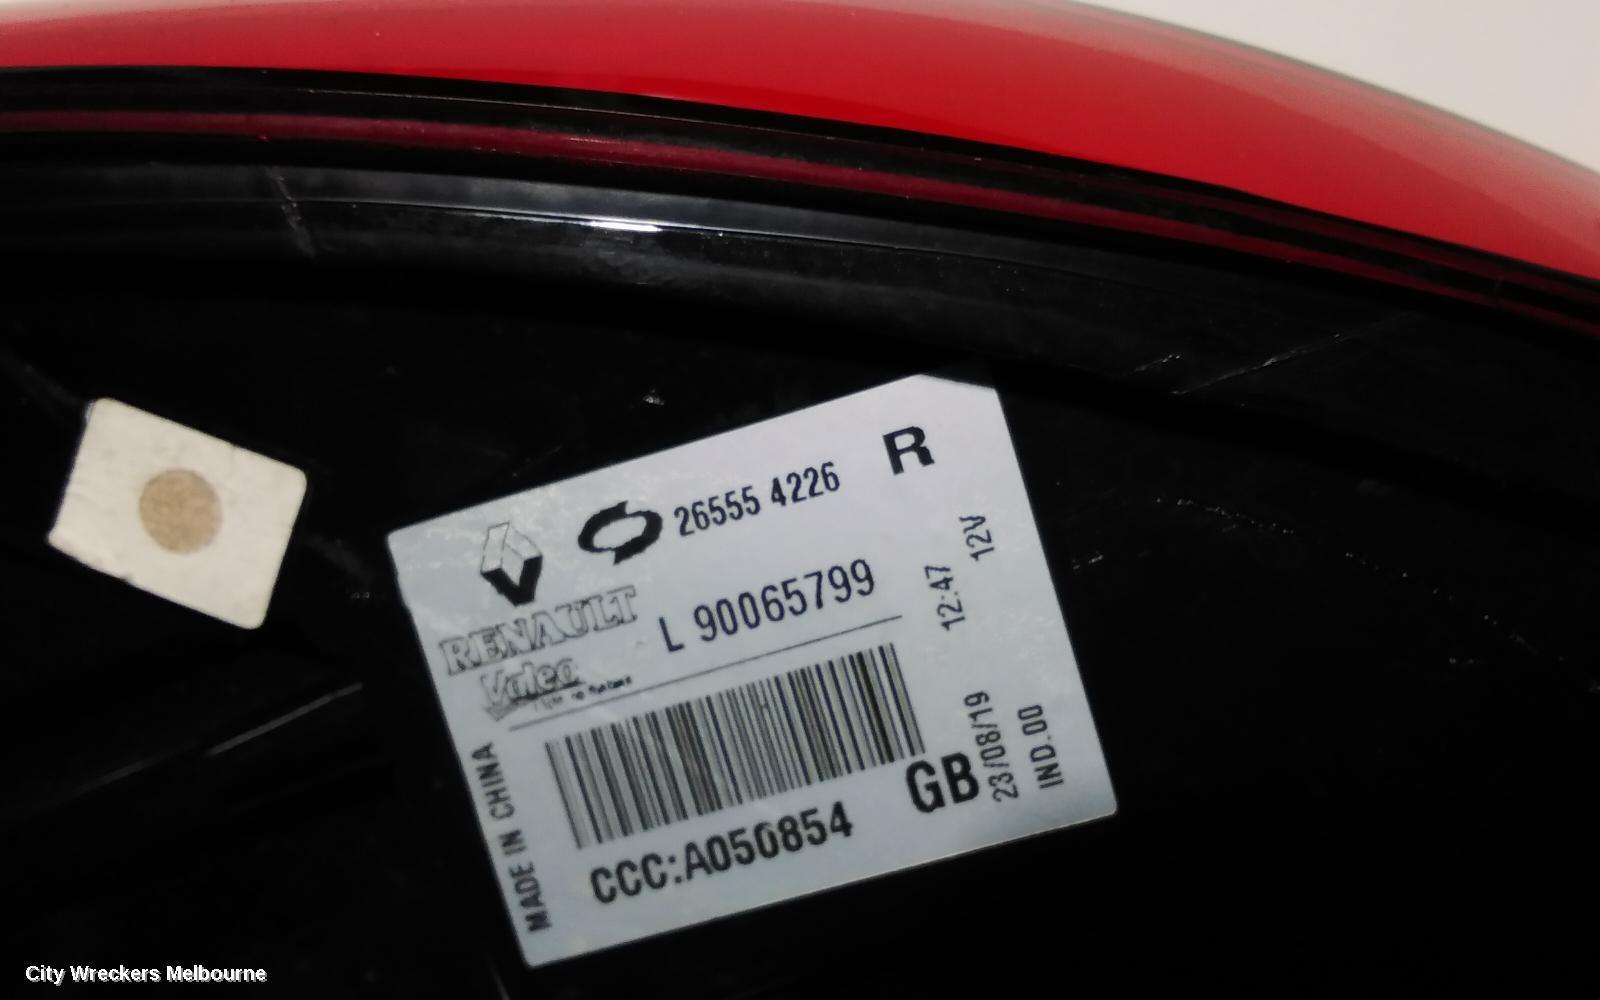 26555 4226 R
RENAULT
L 90065799
Valeo
12:47 12V
MADE IN CHINA
GB
23/08/19
IND.00
CCC:A050854
City Wreckers Melbourne